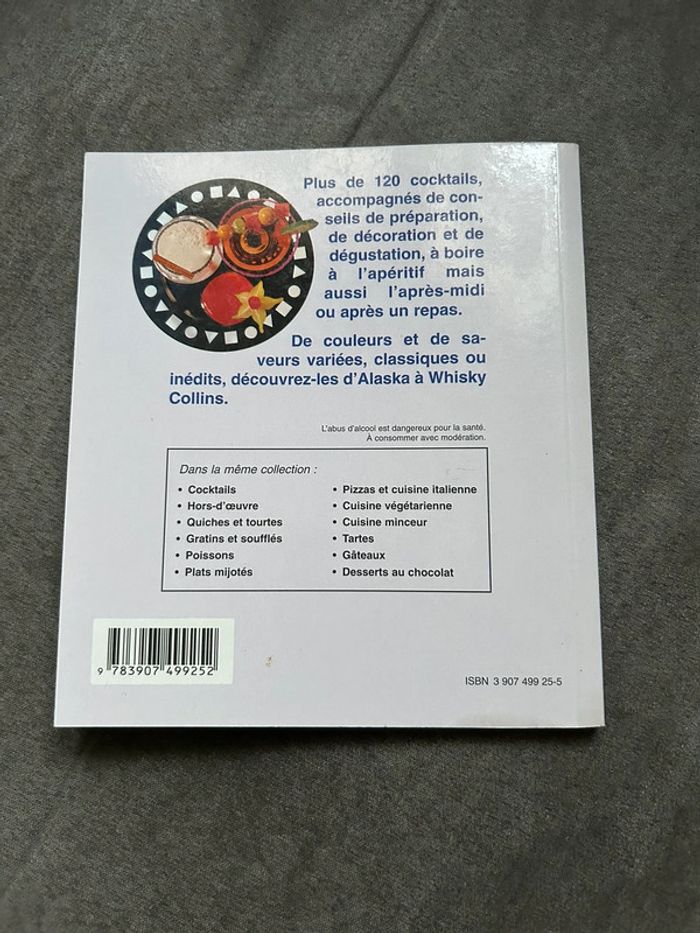 Plus de 120 cocktails,
accompagnés de con-
seils de préparation,
de décoration et de
dégustation, à boire
à l'apéritif mais
aussi l'après-midi
ou après un repas.
De couleurs et de sa-
veurs variées, classiques ou
inédits, découvrez-les d'Alaska à Whisky
Collins.
L'abus d'alcool est dangereux pour la santé.
À consommer avec modération.
Dans la même collection :
• Cocktails
• Hors-d'œuvre
• Quiches et tourtes
• Gratins et soufflés
• Poissons
• Plats mijotés
• Pizzas et cuisine italienne
• Cuisine végétarienne
• Cuisine minceur
• Tartes
• Gâteaux
• Desserts au chocolat
9 783907 499252
ISBN 3 907 499 25-5